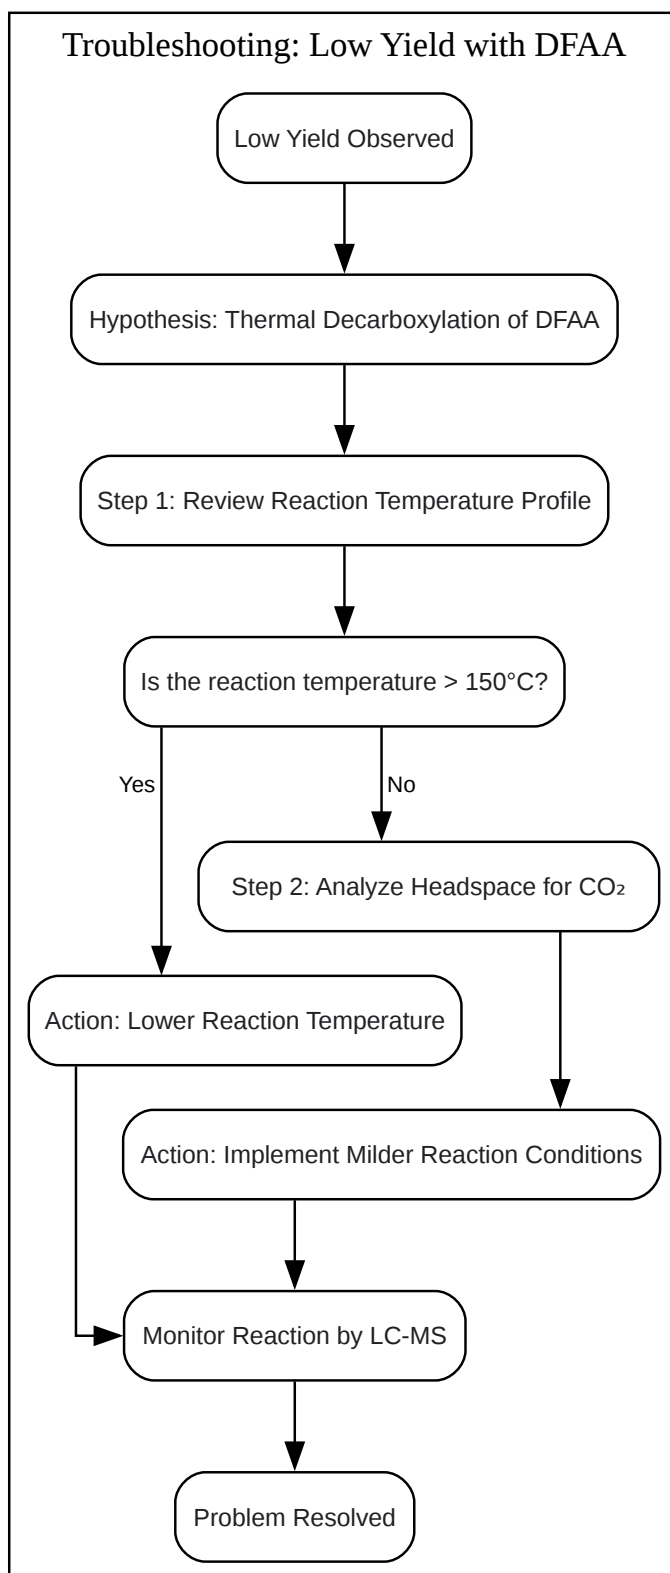 Troubleshooting: Low Yield with DFAA
Low Yield Observed
Hypothesis: Thermal Decarboxylation of DFAA
Step 1: Review Reaction Temperature Profile
Is the reaction temperature > 150°C?
Yes
No
Step 2: Analyze Headspace for CO₂
Action: Lower Reaction Temperature
Action: Implement Milder Reaction Conditions
Monitor Reaction by LC-MS
Problem Resolved